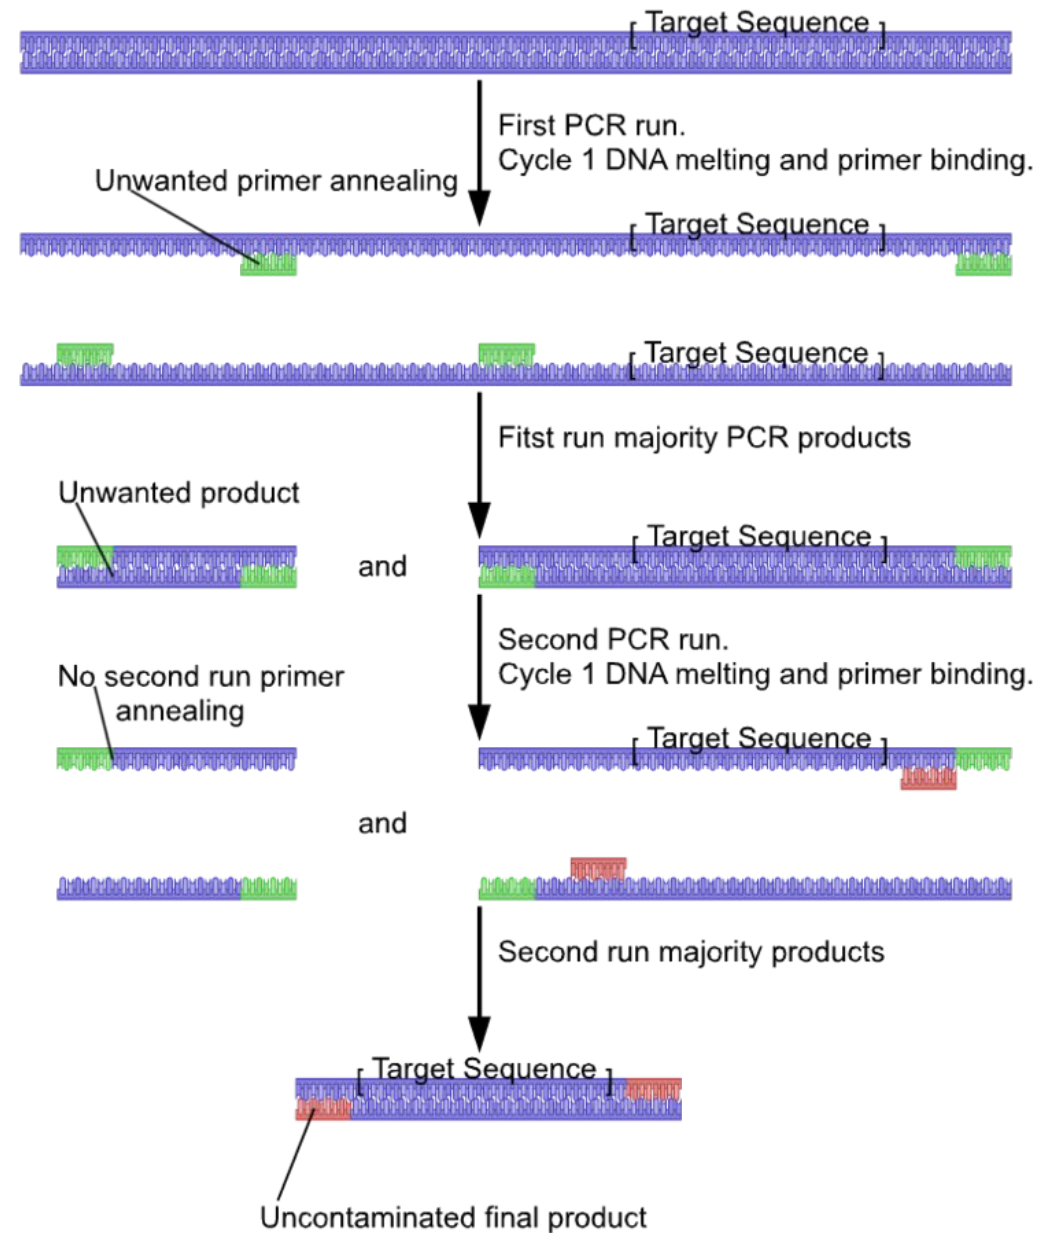 [ Target Sequence ]
First PCR run.
Cycle 1 DNA melting and primer binding.
Unwanted primer annealing
[ Target Sequence ]
[ Target Sequence ]
Fitst run majority PCR products
Unwanted product
[ Target Sequence ]
and
Second PCR run.
Cycle 1 DNA melting and primer binding.
No second run primer
annealing
[ Target Sequence ]
and
Second run majority products
[ Target Sequence ]
Uncontaminated final product